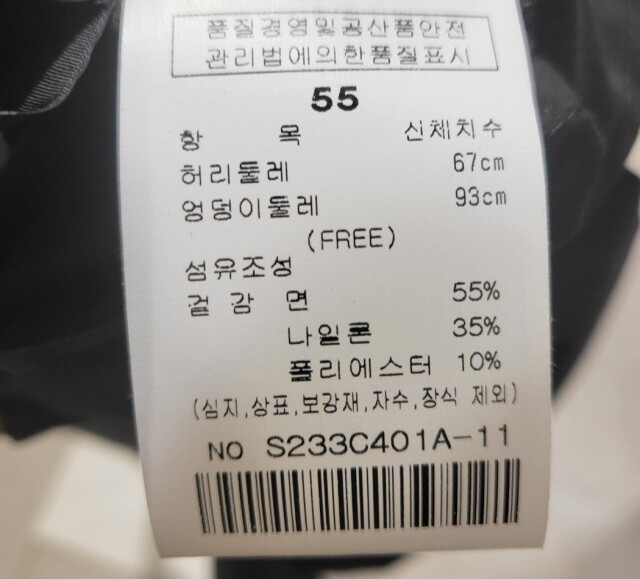 품질경영및공산품안전
관리법에의한품질표시
55
항 목 신체치수
허리둘레 67cm
엉덩이둘레 93cm
(FREE)
섬유조성
겉 감 면 55%
나일론 35%
폴리에스터 10%
(심지,상표,보강재,자수,장식 제외)
NO S233C401A-11